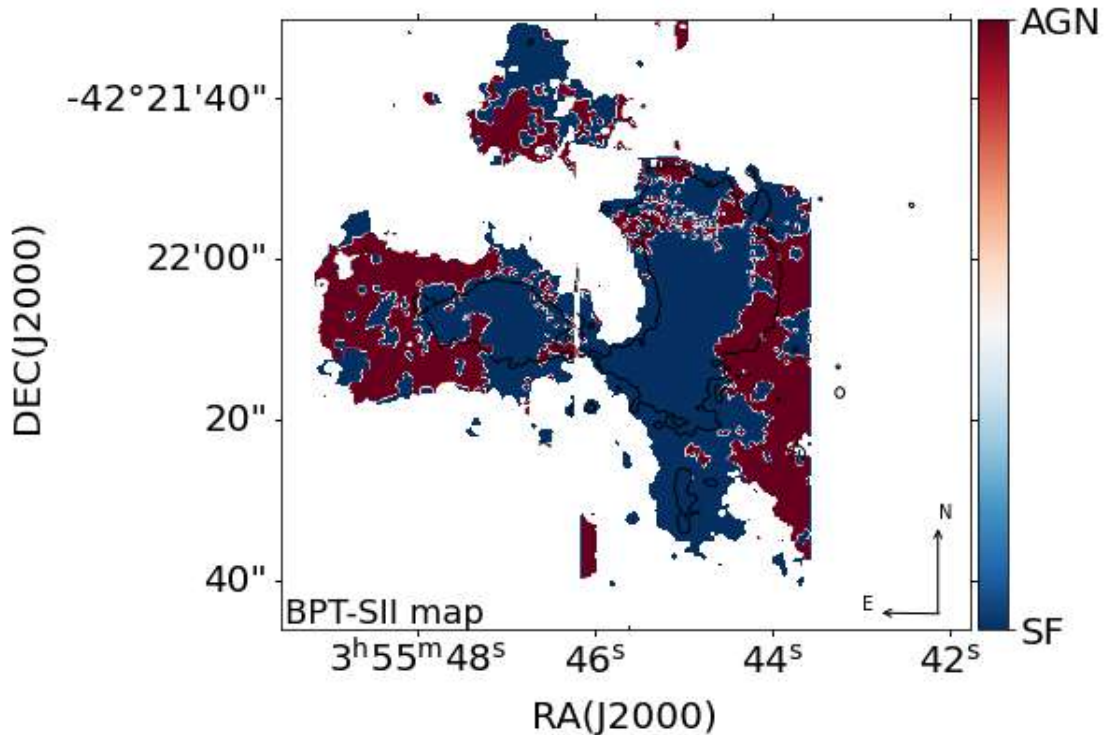 AGN
-42°21'40"
22'00"
20"
40"
DEC(J2000)
N
E
BPT-SII map
SF
3ʰ55ᵐ48ˢ 46ˢ 44ˢ 42ˢ
RA(J2000)